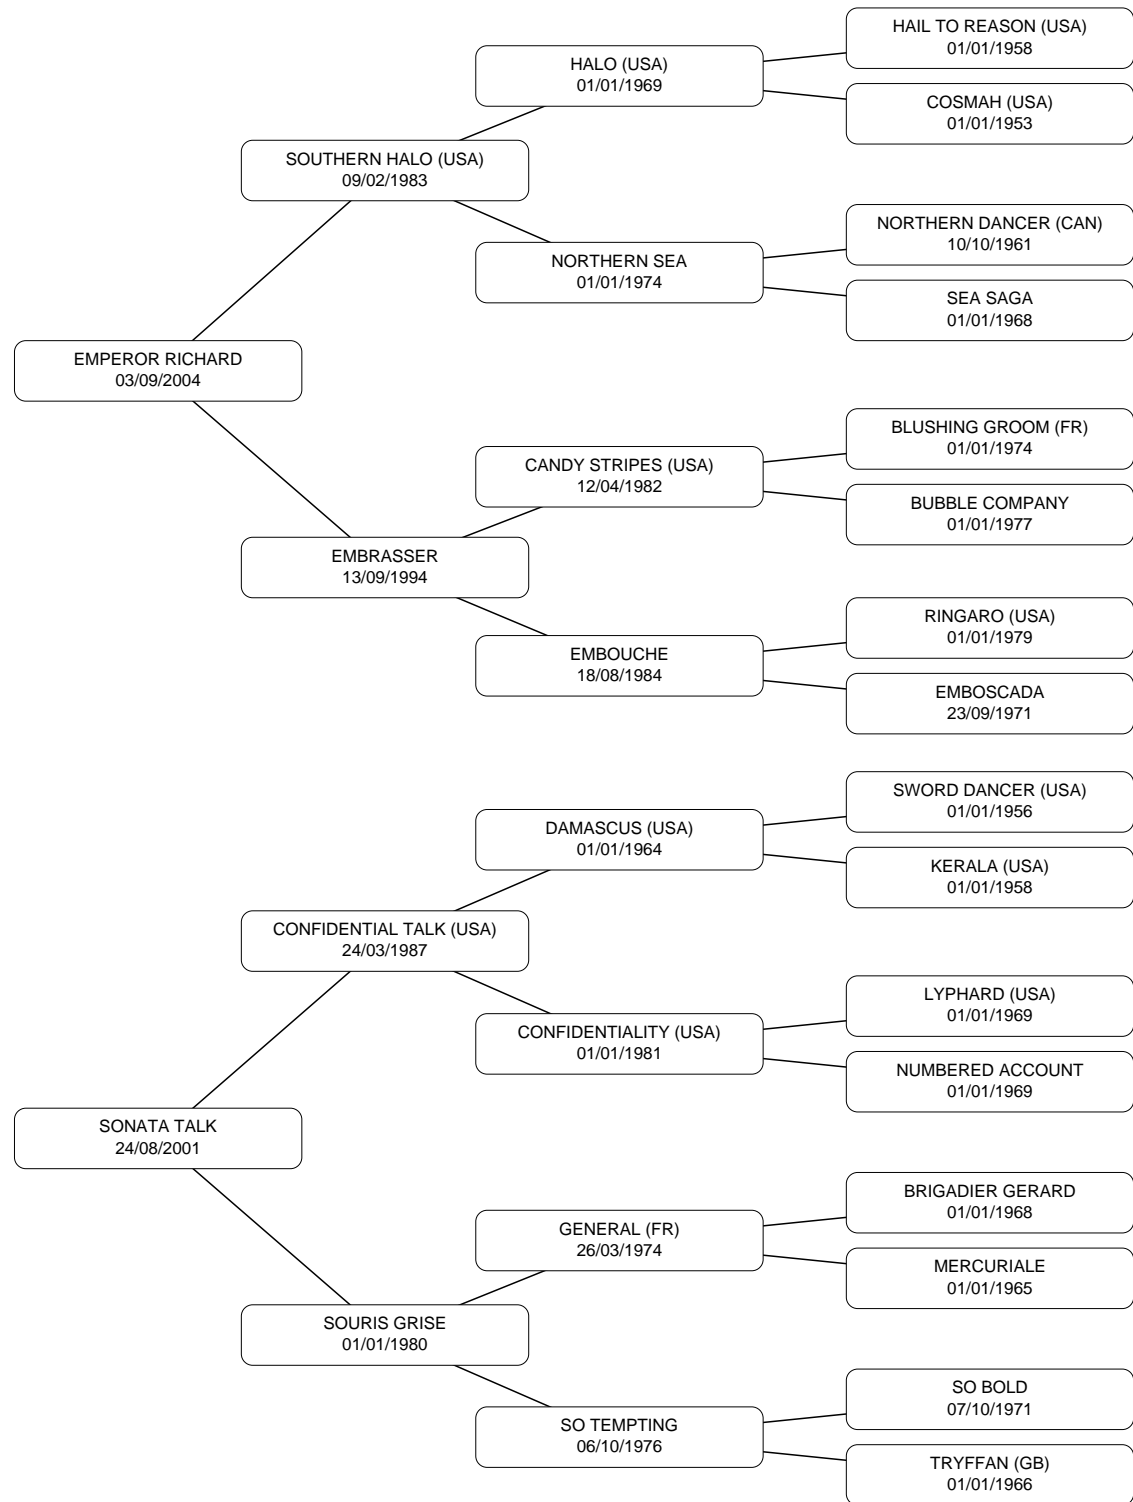 HAIL TO REASON (USA)
01/01/1958
HALO (USA)
01/01/1969
COSMAH (USA)
01/01/1953
SOUTHERN HALO (USA)
09/02/1983
NORTHERN DANCER (CAN)
10/10/1961
NORTHERN SEA
01/01/1974
SEA SAGA
01/01/1968
EMPEROR RICHARD
03/09/2004
BLUSHING GROOM (FR)
01/01/1974
CANDY STRIPES (USA)
12/04/1982
BUBBLE COMPANY
01/01/1977
EMBRASSER
13/09/1994
RINGARO (USA)
01/01/1979
EMBOUCHE
18/08/1984
EMBOSCADA
23/09/1971
SWORD DANCER (USA)
01/01/1956
DAMASCUS (USA)
01/01/1964
KERALA (USA)
01/01/1958
CONFIDENTIAL TALK (USA)
24/03/1987
LYPHARD (USA)
01/01/1969
CONFIDENTIALITY (USA)
01/01/1981
NUMBERED ACCOUNT
01/01/1969
SONATA TALK
24/08/2001
BRIGADIER GERARD
01/01/1968
GENERAL (FR)
26/03/1974
MERCURIALE
01/01/1965
SOURIS GRISE
01/01/1980
SO BOLD
07/10/1971
SO TEMPTING
06/10/1976
TRYFFAN (GB)
01/01/1966